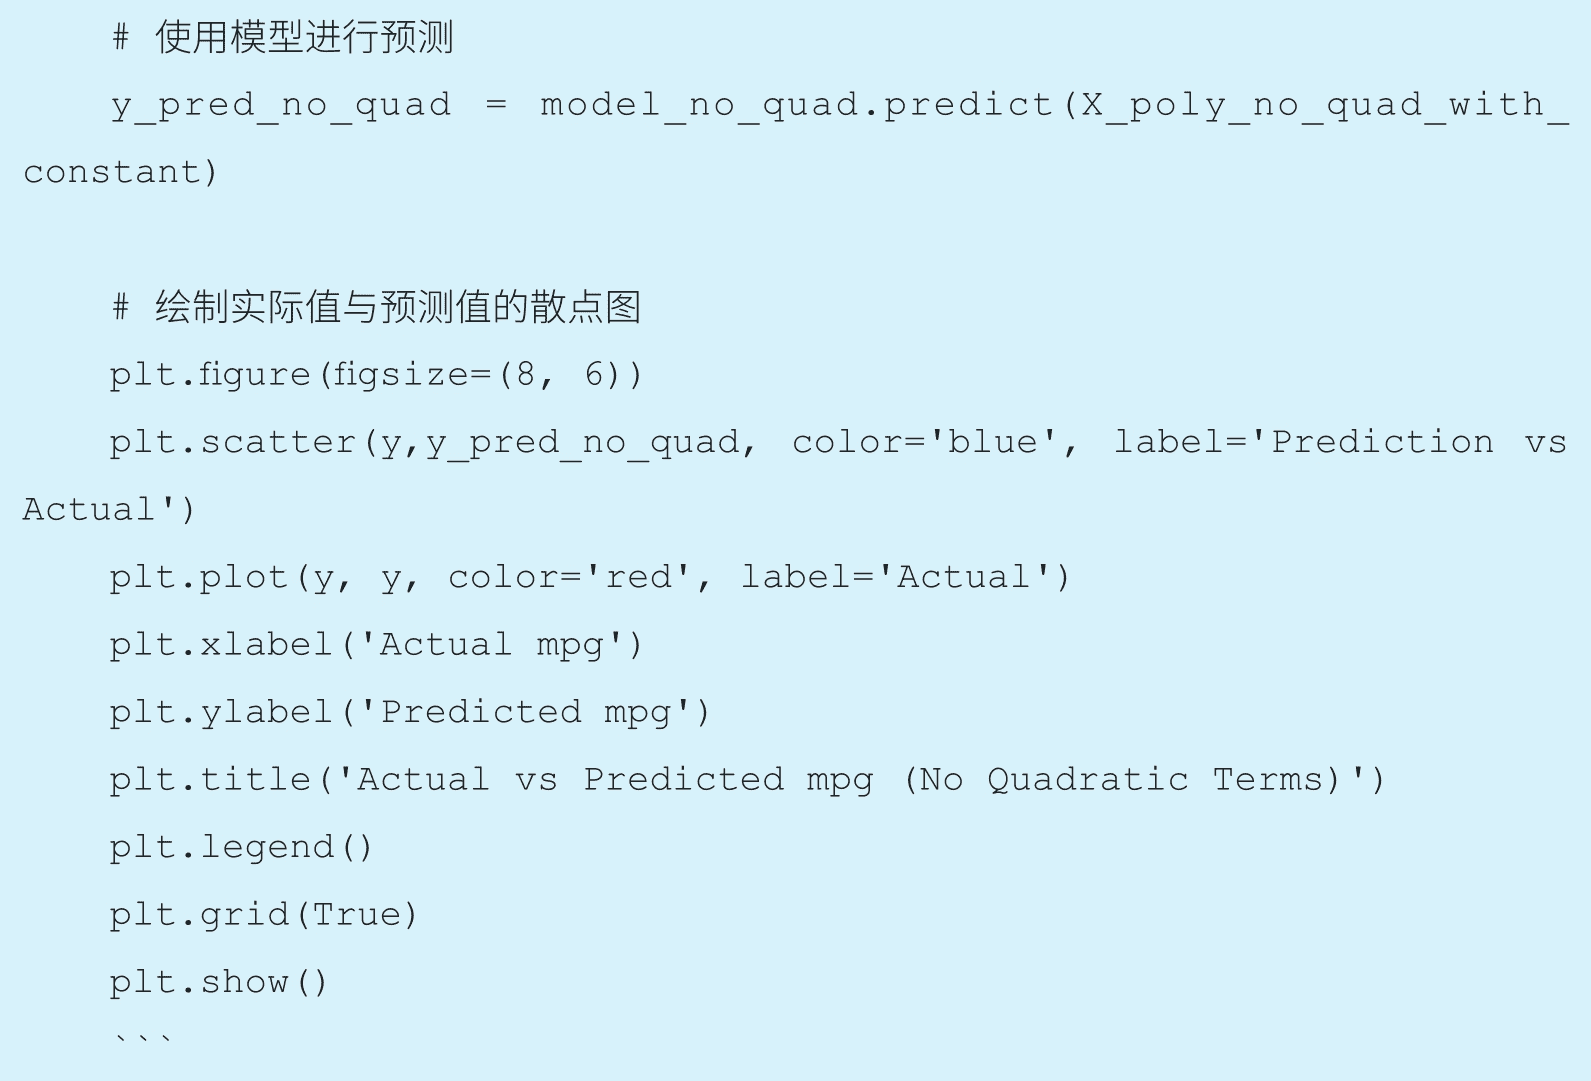 # 使用模型进行预测
y_pred_no_quad = model_no_quad.predict(X_poly_no_quad_with_
constant)
# 绘制实际值与预测值的散点图
plt.figure(figsize=(8, 6))
plt.scatter(y,y_pred_no_quad, color='blue', label='Prediction vs
Actual')
plt.plot(y, y, color='red', label='Actual')
plt.xlabel('Actual mpg')
plt.ylabel('Predicted mpg')
plt.title('Actual vs Predicted mpg (No Quadratic Terms)')
plt.legend()
plt.grid(True)
plt.show()
```